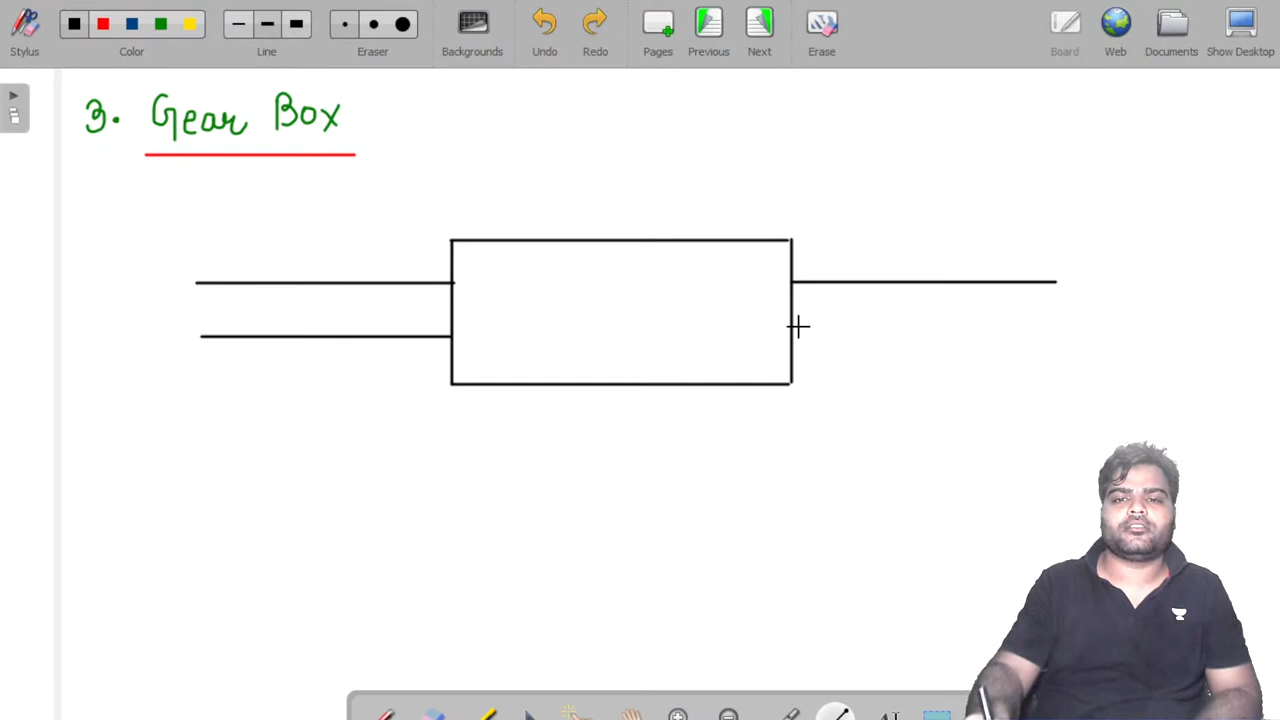 Stylus
Color
Line
Eraser
Backgrounds
Undo
Redo
Pages
Previous
Next
Erase
Board
Web
Documents
Show Desktop
3. Gear Box